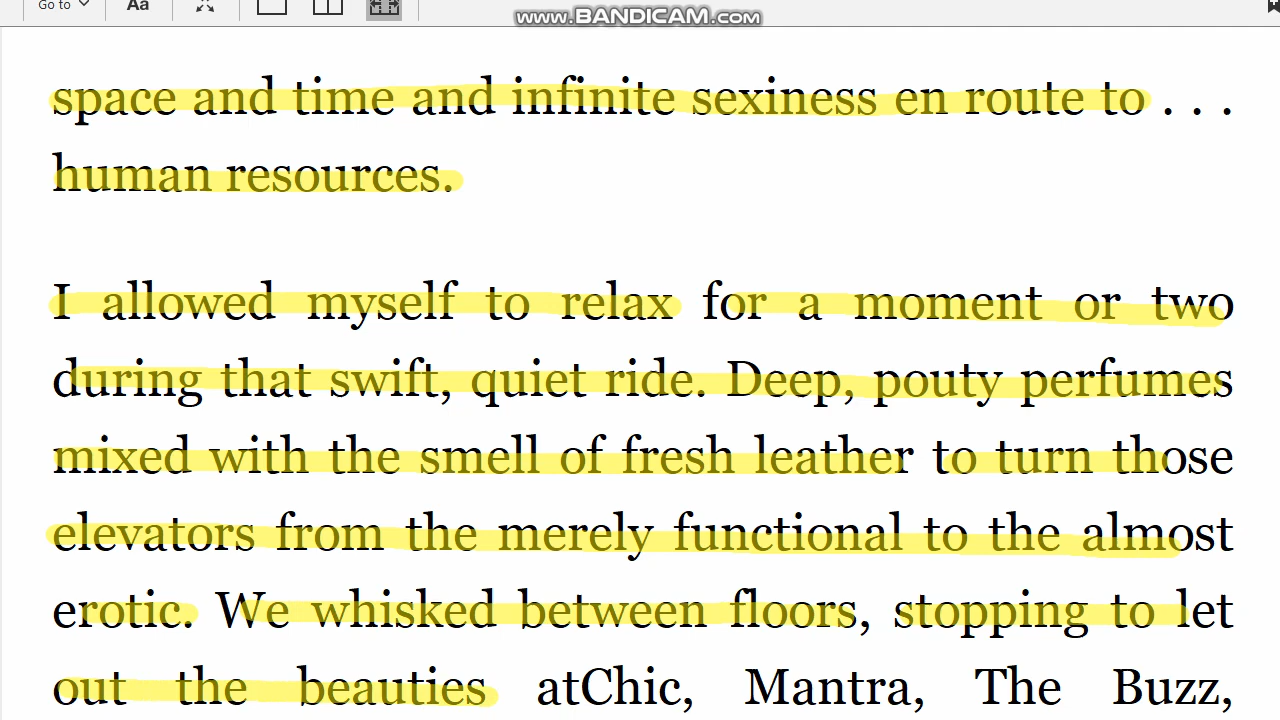 Go to
Aa
www.BANDICAM.com
space and time and infinite sexiness en route to . . .
human resources.
I allowed myself to relax for a moment or two
during that swift, quiet ride. Deep, pouty perfumes
mixed with the smell of fresh leather to turn those
elevators from the merely functional to the almost
erotic. We whisked between floors, stopping to let
out the beauties atChic, Mantra, The Buzz,